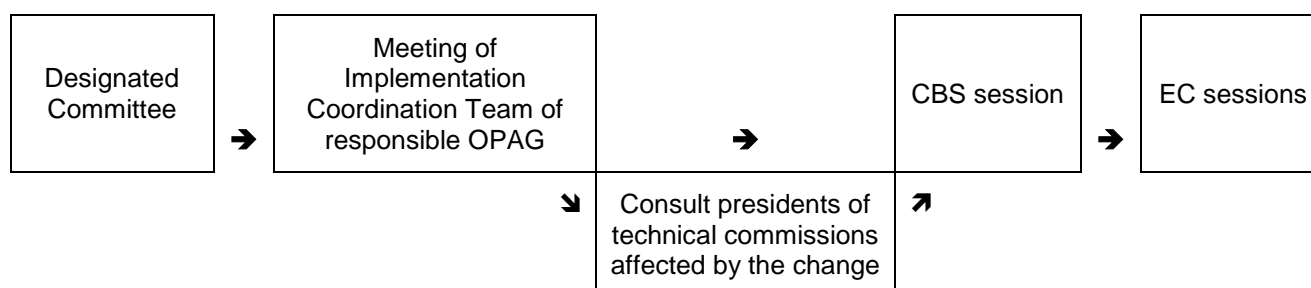 Designated
Committee
Meeting of
Implementation
Coordination Team of
responsible OPAG
CBS session
EC sessions
Consult presidents of
technical commissions
affected by the change